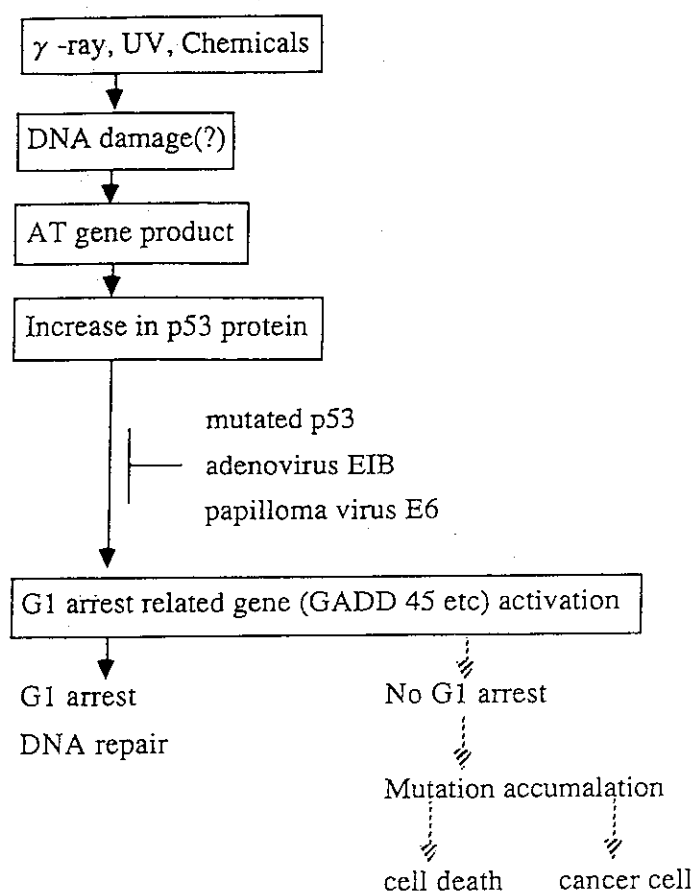 γ -ray, UV, Chemicals
DNA damage(?)
AT gene product
Increase in p53 protein
mutated p53
adenovirus EIB
papilloma virus E6
G1 arrest related gene (GADD 45 etc) activation
G1 arrest
No G1 arrest
DNA repair
Mutation accumalation
cell death
cancer cell